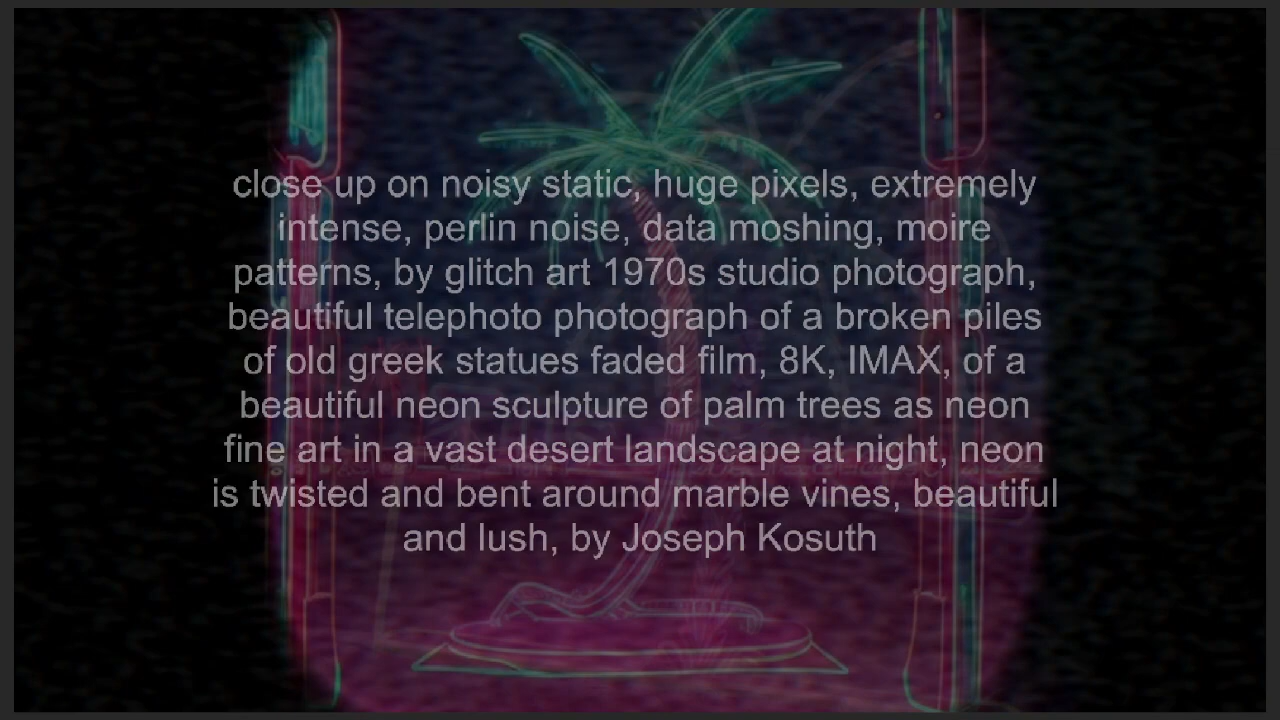 close up on noisy static, huge pixels, extremely
intense, perlin noise, data moshing, moire
patterns, by glitch art 1970s studio photograph,
beautiful telephoto photograph of a broken piles
of old greek statues faded film, 8K, IMAX, of a
beautiful neon sculpture of palm trees as neon
fine art in a vast desert landscape at night, neon
is twisted and bent around marble vines, beautiful
and lush, by Joseph Kosuth